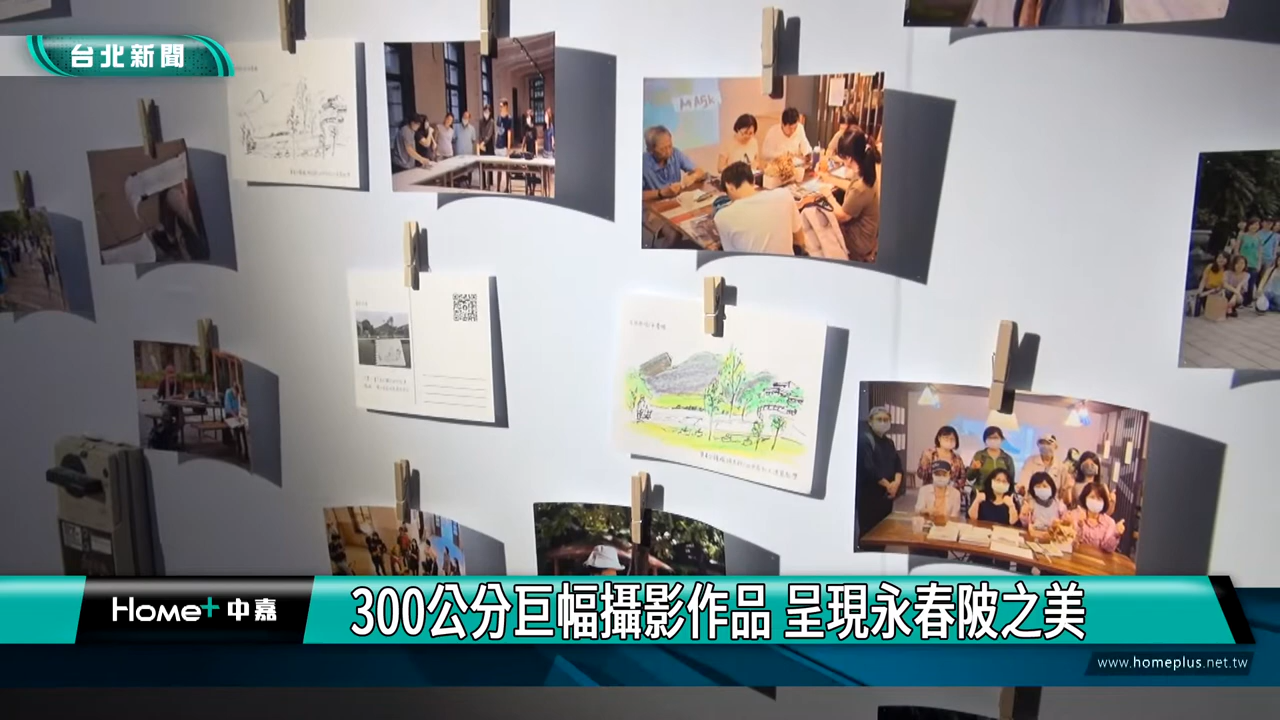 台北新聞
MASK
Home+ 中嘉
300公分巨幅攝影作品 呈現永春陂之美
www.homeplus.net.tw